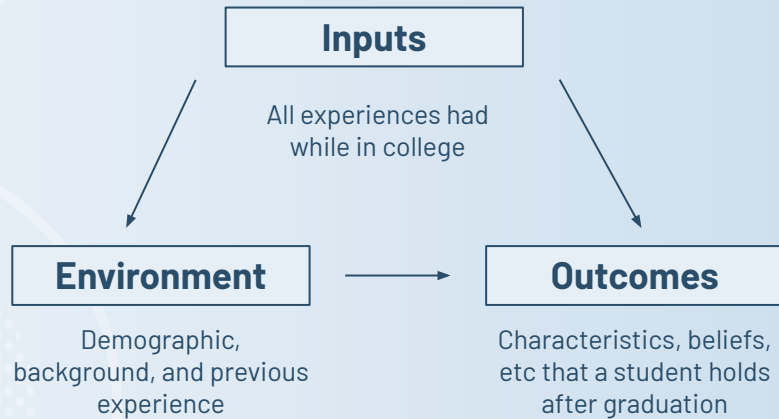 Inputs
All experiences had
while in college
Environment
Outcomes
Demographic,
background, and previous
experience
Characteristics, beliefs,
etc that a student holds
after graduation